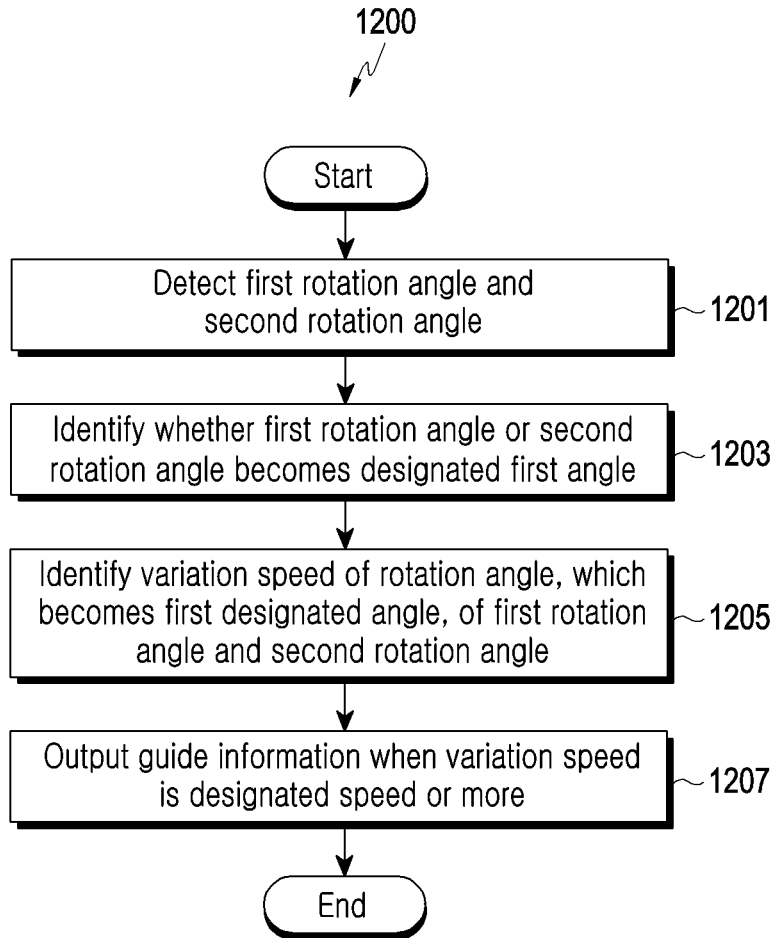 1200
Start
Detect first rotation angle and
second rotation angle
1201
Identify whether first rotation angle or second
rotation angle becomes designated first angle
1203
Identify variation speed of rotation angle, which
becomes first designated angle, of first rotation
angle and second rotation angle
1205
Output guide information when variation speed
is designated speed or more
1207
End